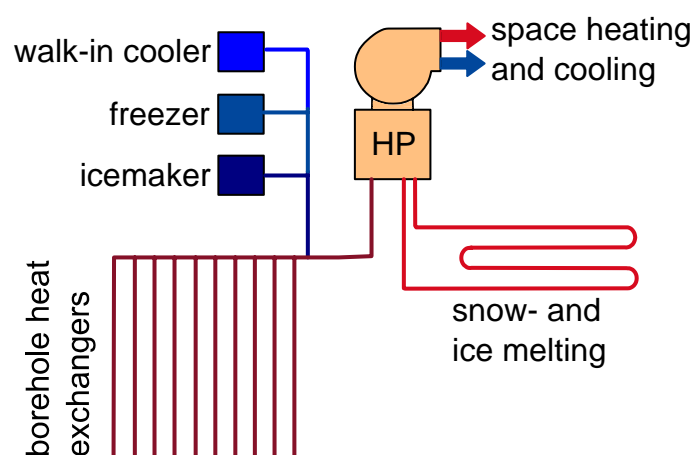 walk-in cooler
freezer
icemaker
HP
space heating
and cooling
snow- and
ice melting
borehole heat
exchangers